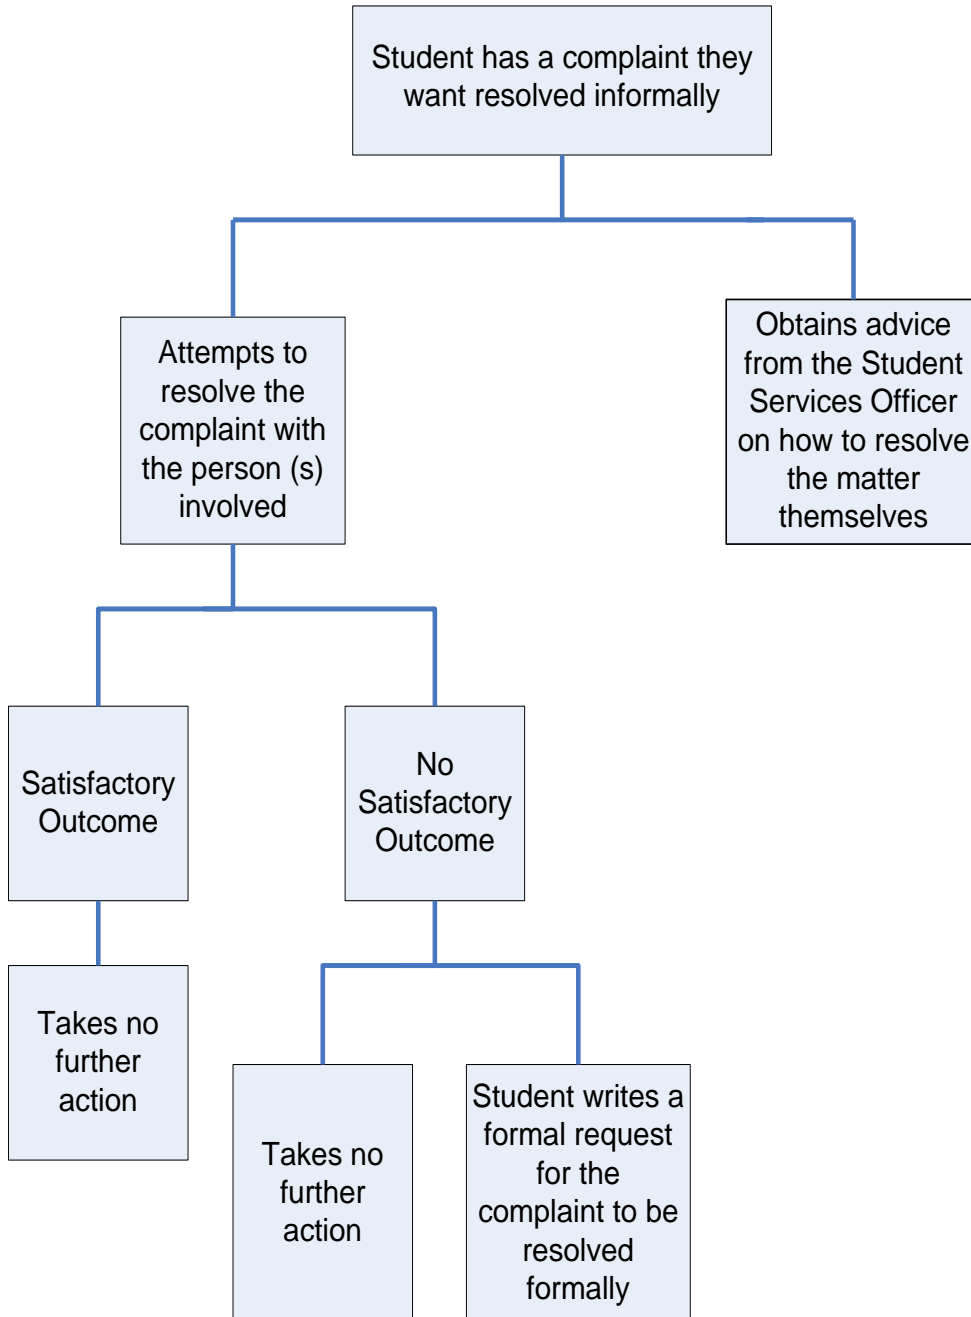 Student has a complaint they
want resolved informally
Attempts to
resolve the
complaint with
the person (s)
involved
Obtains advice
from the Student
Services Officer
on how to resolve
the matter
themselves
Satisfactory
Outcome
No
Satisfactory
Outcome
Takes no
further
action
Takes no
further
action
Student writes a
formal request
for the
complaint to be
resolved
formally